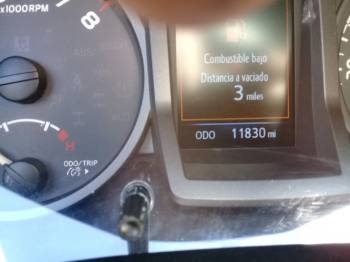 x1000RPM
8
Combustible bajo
Distancia a vaciado
3 miles
ODO 11830 mi
H
ODO/TRIP